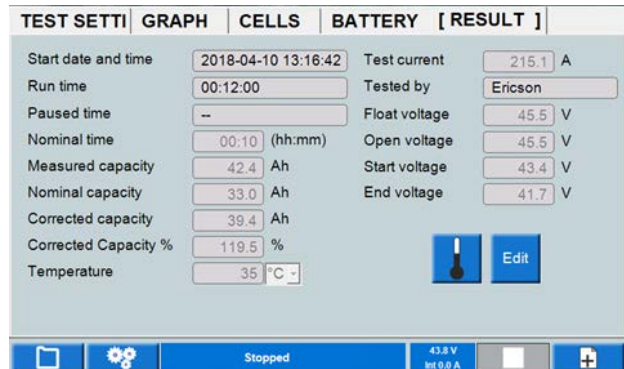 TEST SETTI GRAPH CELLS BATTERY [ RESULT ]
Start date and time 2018-04-10 13:16:42
Run time 00:12:00
Paused time --
Nominal time 00:10 (hh:mm)
Measured capacity 42.4 Ah
Nominal capacity 33.0 Ah
Corrected capacity 39.4 Ah
Corrected Capacity % 119.5 %
Temperature 35 °C
Test current 215.1 A
Tested by Ericson
Float voltage 45.5 V
Open voltage 45.5 V
Start voltage 43.4 V
End voltage 41.7 V
Edit
Stopped
43.8 V
Int 0.0 A